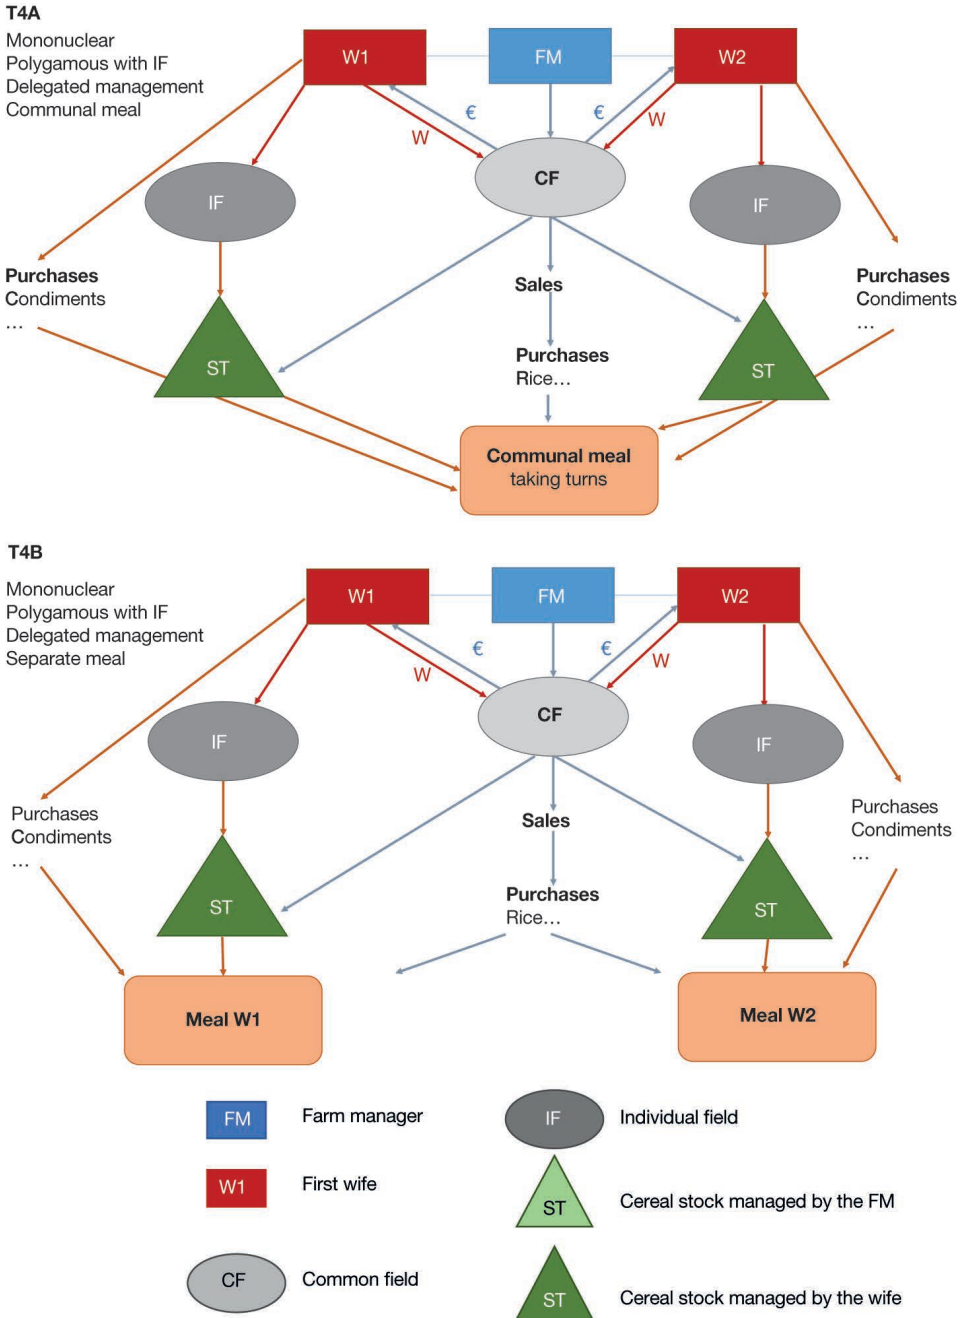 T4A
Mononuclear
Polygamous with IF
Delegated management
Communal meal
W1
FM
W2
€
€
W
W
CF
IF
IF
Purchases
Condiments
...
Sales
Purchases
Condiments
...
ST
Purchases
Rice...
ST
Communal meal
taking turns
T4B
Mononuclear
Polygamous with IF
Delegated management
Separate meal
W1
FM
W2
€
€
W
W
CF
IF
IF
Purchases
Condiments
...
Sales
Purchases
Condiments
...
ST
Purchases
Rice...
ST
Meal W1
Meal W2
FM
Farm manager
IF
Individual field
W1
First wife
ST
Cereal stock managed by the FM
CF
Common field
ST
Cereal stock managed by the wife